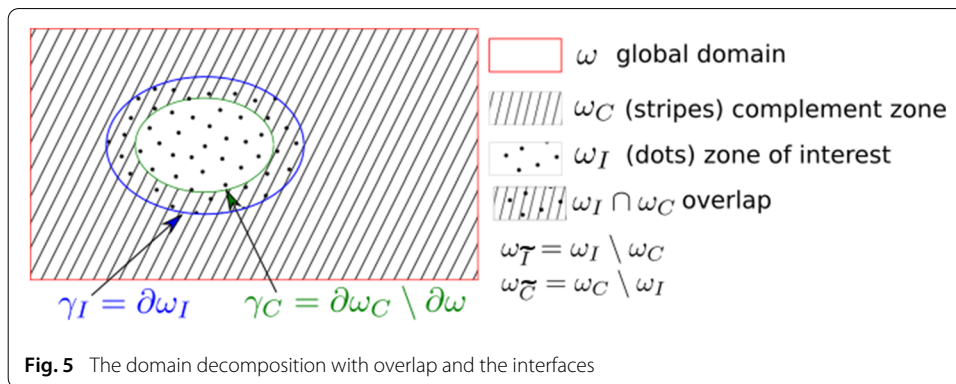 ω global domain
ω_C (stripes) complement zone
ω_I (dots) zone of interest
ω_I ∩ ω_C overlap
ω_Ĩ = ω_I \ ω_C
ω_C̃ = ω_C \ ω_I
γ_I = ∂ω_I
γ_C = ∂ω_C \ ∂ω
Fig. 5 The domain decomposition with overlap and the interfaces